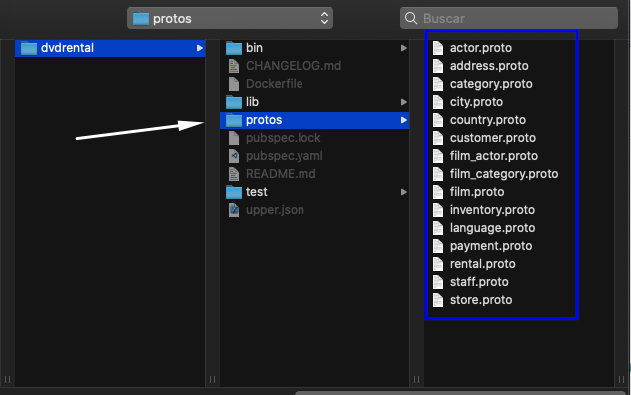 protos
Buscar
dvdrental
bin
CHANGELOG.md
Dockerfile
lib
protos
pubspec.lock
pubspec.yaml
README.md
test
upper.json
actor.proto
address.proto
category.proto
city.proto
country.proto
customer.proto
film_actor.proto
film_category.proto
film.proto
inventory.proto
language.proto
payment.proto
rental.proto
staff.proto
store.proto